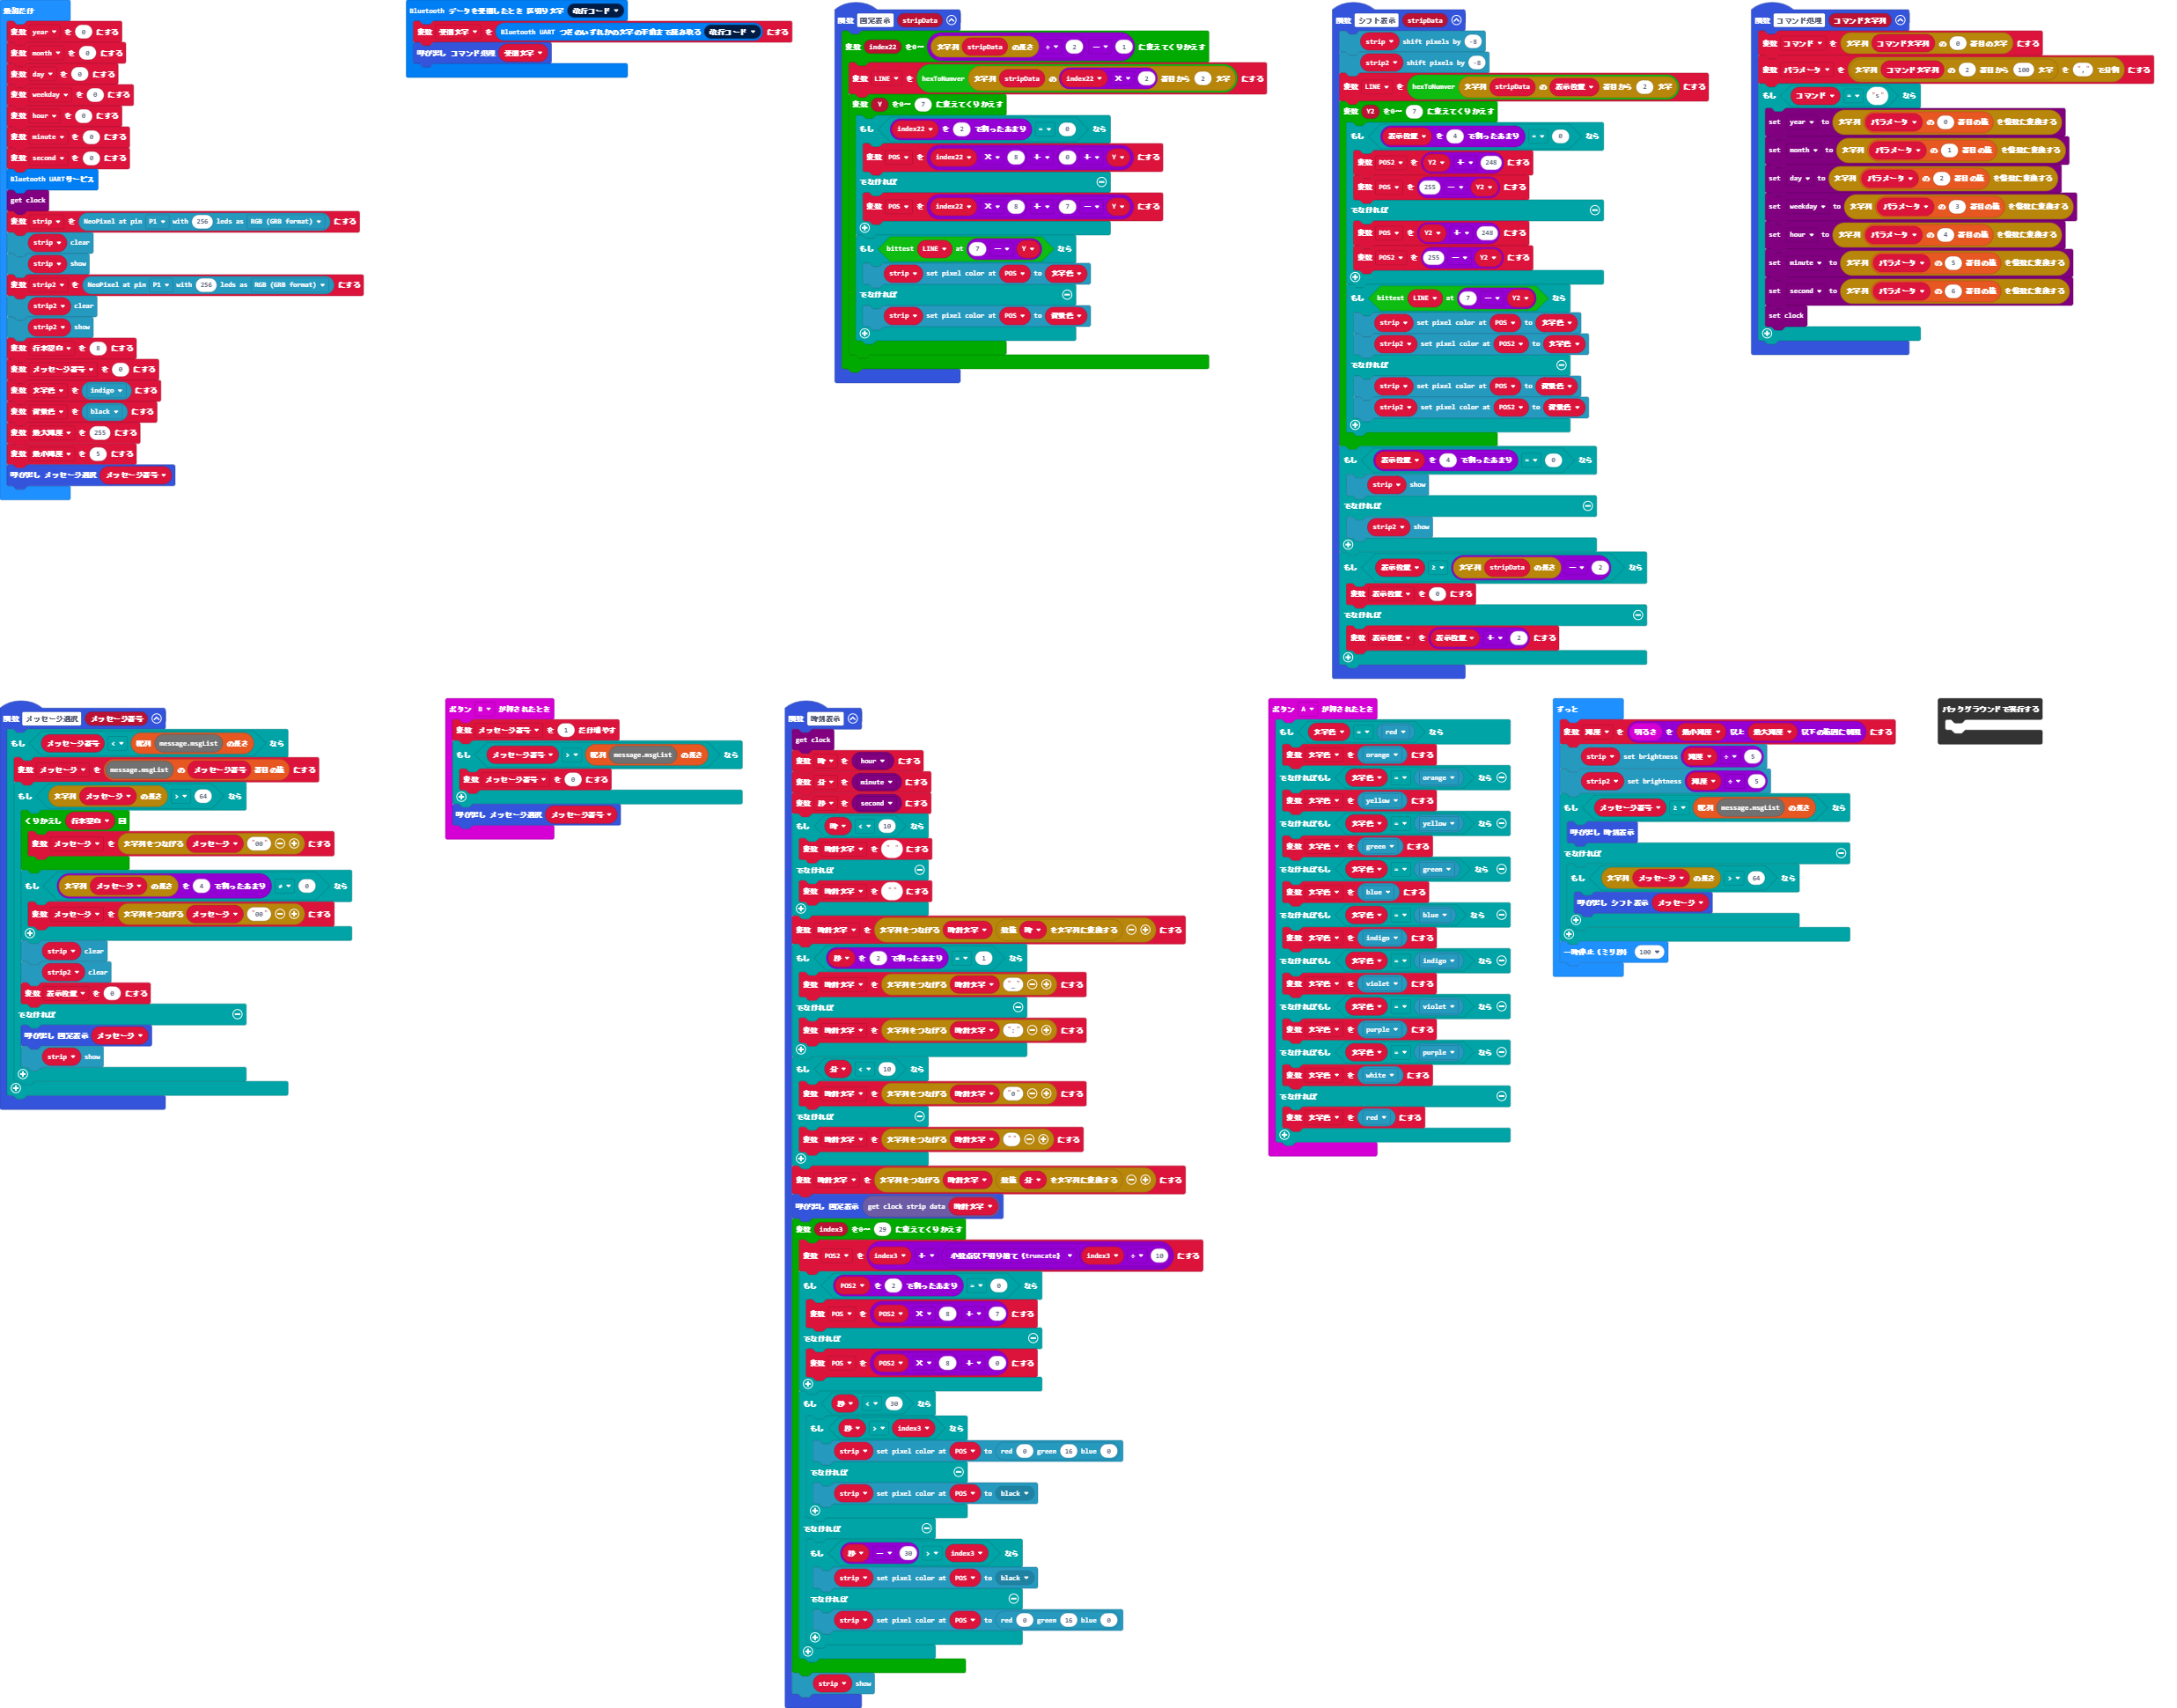 最初だけ
変数 year を 0 にする
変数 month を 0 にする
変数 day を 0 にする
変数 weekday を 0 にする
変数 hour を 0 にする
変数 minute を 0 にする
変数 second を 0 にする
Bluetooth UARTサービス
get clock
変数 strip を NeoPixel at pin P1 with 256 leds as RGB (GRB format) にする
strip clear
strip show
変数 strip2 を NeoPixel at pin P1 with 256 leds as RGB (GRB format) にする
strip2 clear
strip2 show
変数 行末空白 を 8 にする
変数 メッセージ番号 を 0 にする
変数 文字色 を indigo にする
変数 背景色 を black にする
変数 最大輝度 を 255 にする
変数 最小輝度 を 5 にする
呼び出し メッセージ選択 メッセージ番号
Bluetooth データを受信したとき 区切り文字 改行コード
変数 受信文字 を Bluetooth UART つぎのいずれかの文字の手前まで読み取る 改行コード にする
呼び出し コマンド処理 受信文字
関数 固定表示 stripData
変数 index22 を0～ 文字列 stripData の長さ ÷ 2 － 1 に変えてくりかえす
変数 LINE を hexToNumver 文字列 stripData の index22 × 2 番目から 2 文字 にする
変数 Y を0～ 7 に変えてくりかえす
もし index22 を 2 で割ったあまり = 0 なら
変数 POS を index22 × 8 + 0 + Y にする
でなければ
変数 POS を index22 × 8 + 7 － Y にする
もし bittest LINE at 7 － Y なら
strip set pixel color at POS to 文字色
でなければ
strip set pixel color at POS to 背景色
関数 シフト表示 stripData
strip shift pixels by -8
strip2 shift pixels by -8
変数 LINE を hexToNumver 文字列 stripData の 表示位置 番目から 2 文字 にする
変数 Y2 を0～ 7 に変えてくりかえす
もし 表示位置 を 4 で割ったあまり = 0 なら
変数 POS2 を Y2 + 248 にする
変数 POS を 255 － Y2 にする
でなければ
変数 POS を Y2 + 248 にする
変数 POS2 を 255 － Y2 にする
もし bittest LINE at 7 － Y2 なら
strip set pixel color at POS to 文字色
strip2 set pixel color at POS2 to 文字色
でなければ
strip set pixel color at POS to 背景色
strip2 set pixel color at POS2 to 背景色
もし 表示位置 を 4 で割ったあまり = 0 なら
strip show
でなければ
strip2 show
もし 表示位置 ≥ 文字列 stripData の長さ － 2 なら
変数 表示位置 を 0 にする
でなければ
変数 表示位置 を 表示位置 + 2 にする
関数 コマンド処理 コマンド文字列
変数 コマンド を 文字列 コマンド文字列 の 0 番目の文字 にする
変数 パラメータ を 文字列 コマンド文字列 の 2 番目から 100 文字 を "," で分割 にする
もし コマンド = "s" なら
set year to 文字列 パラメータ の 0 番目の値 を整数に変換する
set month to 文字列 パラメータ の 1 番目の値 を整数に変換する
set day to 文字列 パラメータ の 2 番目の値 を整数に変換する
set weekday to 文字列 パラメータ の 3 番目の値 を整数に変換する
set hour to 文字列 パラメータ の 4 番目の値 を整数に変換する
set minute to 文字列 パラメータ の 5 番目の値 を整数に変換する
set second to 文字列 パラメータ の 6 番目の値 を整数に変換する
set clock
関数 メッセージ選択 メッセージ番号
もし メッセージ番号 < 配列 message.msgList の長さ なら
変数 メッセージ を message.msgList の メッセージ番号 番目の値 にする
もし 文字列 メッセージ の長さ > 64 なら
くりかえし 行末空白 回
変数 メッセージ を 文字列をつなげる メッセージ "00" にする
もし 文字列 メッセージ の長さ を 4 で割ったあまり ≠ 0 なら
変数 メッセージ を 文字列をつなげる メッセージ "00" にする
strip clear
strip2 clear
変数 表示位置 を 0 にする
でなければ
呼び出し 固定表示 メッセージ
strip show
ボタン B が押されたとき
変数 メッセージ番号 を 1 だけ増やす
もし メッセージ番号 > 配列 message.msgList の長さ なら
変数 メッセージ番号 を 0 にする
呼び出し メッセージ選択 メッセージ番号
関数 時刻表示
get clock
変数 時 を hour にする
変数 分 を minute にする
変数 秒 を second にする
もし 時 < 10 なら
変数 時計文字 を " " にする
でなければ
変数 時計文字 を "" にする
変数 時計文字 を 文字列をつなげる 時計文字 数値 時 を文字列に変換する にする
もし 秒 を 2 で割ったあまり = 1 なら
変数 時計文字 を 文字列をつなげる 時計文字 "_" にする
でなければ
変数 時計文字 を 文字列をつなげる 時計文字 ":" にする
もし 分 < 10 なら
変数 時計文字 を 文字列をつなげる 時計文字 "0" にする
でなければ
変数 時計文字 を 文字列をつなげる 時計文字 "" にする
変数 時計文字 を 文字列をつなげる 時計文字 数値 分 を文字列に変換する にする
呼び出し 固定表示 get clock strip data 時計文字
変数 index3 を0～ 29 に変えてくりかえす
変数 POS2 を index3 + 小数点以下切り捨て (truncate) index3 ÷ 10 にする
もし POS2 を 2 で割ったあまり = 0 なら
変数 POS を POS2 × 8 + 7 にする
でなければ
変数 POS を POS2 × 8 + 0 にする
もし 秒 < 30 なら
もし 秒 > index3 なら
strip set pixel color at POS to red 0 green 16 blue 0
でなければ
strip set pixel color at POS to black
でなければ
もし 秒 － 30 > index3 なら
strip set pixel color at POS to black
でなければ
strip set pixel color at POS to red 0 green 16 blue 0
strip show
ボタン A が押されたとき
もし 文字色 = red なら
変数 文字色 を orange にする
でなければもし 文字色 = orange なら
変数 文字色 を yellow にする
でなければもし 文字色 = yellow なら
変数 文字色 を green にする
でなければもし 文字色 = green なら
変数 文字色 を blue にする
でなければもし 文字色 = blue なら
変数 文字色 を indigo にする
でなければもし 文字色 = indigo なら
変数 文字色 を violet にする
でなければもし 文字色 = violet なら
変数 文字色 を purple にする
でなければもし 文字色 = purple なら
変数 文字色 を white にする
でなければ
変数 文字色 を red にする
ずっと
変数 輝度 を 明るさ を 最小輝度 以上 最大輝度 以下の範囲に制限 にする
strip set brightness 輝度 ÷ 5
strip2 set brightness 輝度 ÷ 5
もし メッセージ番号 ≥ 配列 message.msgList の長さ なら
呼び出し 時刻表示
でなければ
もし 文字列 メッセージ の長さ > 64 なら
呼び出し シフト表示 メッセージ
一時停止（ミリ秒） 100
バックグラウンドで実行する